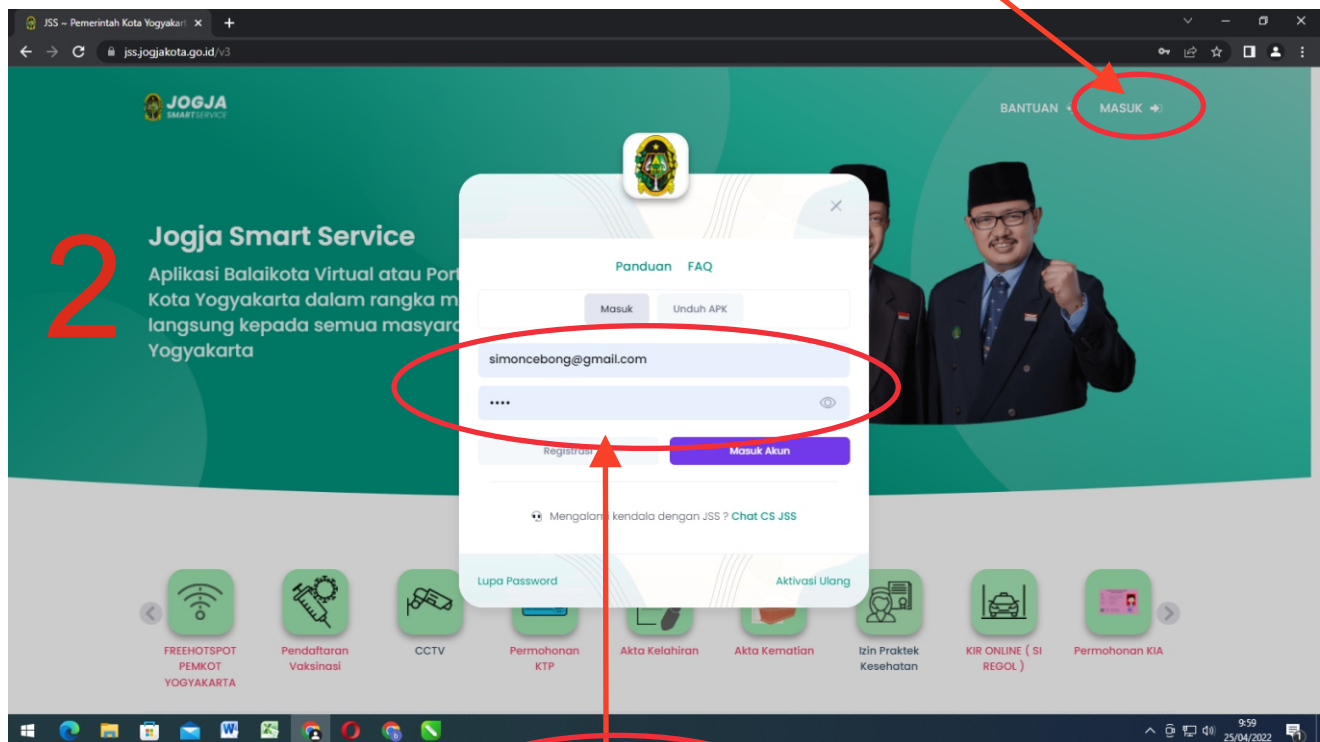 JSS – Pemerintah Kota Yogyakart
jss.jogjakota.go.id/v3
JOGJA
SMARTSERVICE
BANTUAN
MASUK
2
Jogja Smart Service
Aplikasi Balaikota Virtual atau Port
Kota Yogyakarta dalam rangka m
langsung kepada semua masyarc
Yogyakarta
Panduan FAQ
Masuk Unduh APK
simoncebong@gmail.com
••••
Registrasi Masuk Akun
Mengalami kendala dengan JSS ? Chat CS JSS
Lupa Password Aktivasi Ulang
FREEHOTSPOT
PEMKOT
YOGYAKARTA
Pendaftaran
Vaksinasi
CCTV
Permohonan
KTP
Akta Kelahiran
Akta Kematian
Izin Praktek
Kesehatan
KIR ONLINE ( SI
REGOL )
Permohonan KIA
9:59
25/04/2022